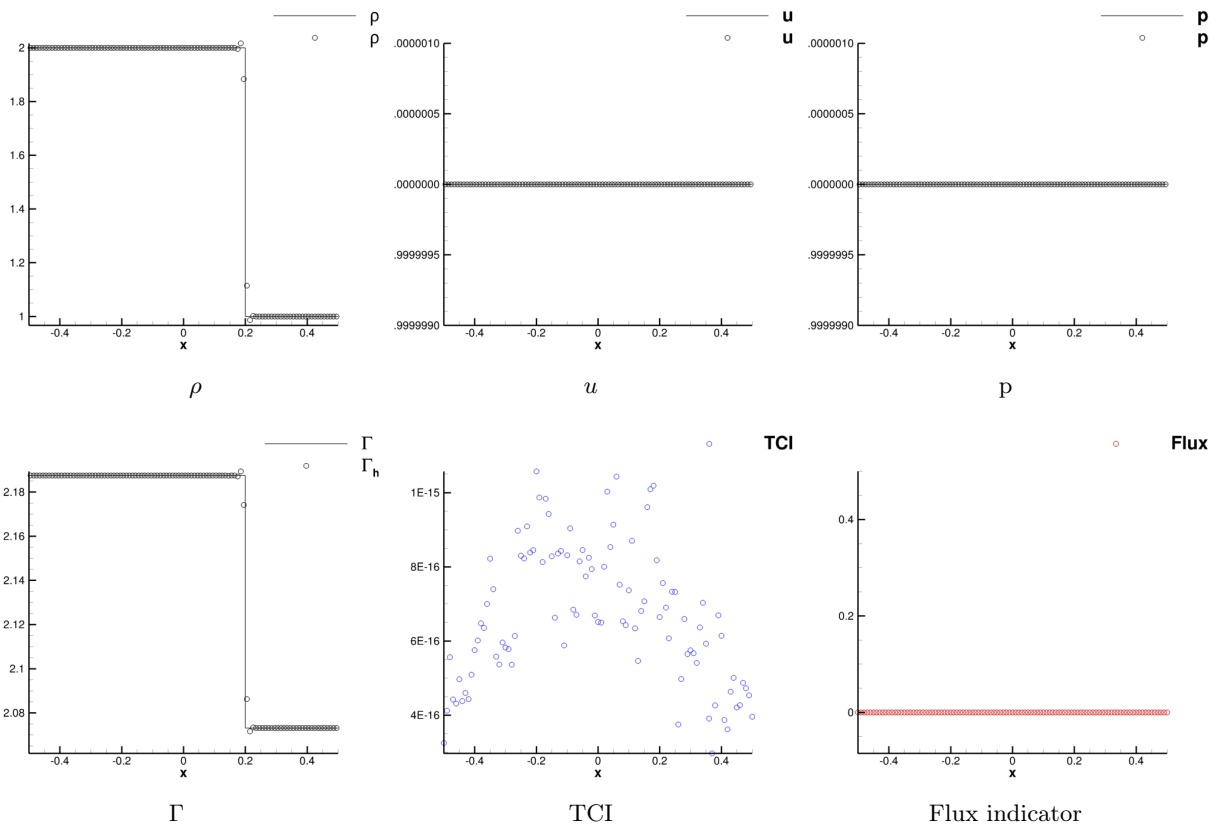 ρ
ρ
2
1.8
1.6
1.4
1.2
1
-0.4 -0.2 0 0.2 0.4
x
ρ
u
u
.0000010
.0000005
.0000000
.9999995
.9999990
-0.4 -0.2 0 0.2 0.4
x
u
p
p
.0000010
.0000005
.0000000
.9999995
.9999990
-0.4 -0.2 0 0.2 0.4
x
p
Γ
Γh
2.18
2.16
2.14
2.12
2.1
2.08
-0.4 -0.2 0 0.2 0.4
x
Γ
TCI
1E-15
8E-16
6E-16
4E-16
-0.4 -0.2 0 0.2 0.4
x
TCI
Flux
0.4
0.2
0
-0.4 -0.2 0 0.2 0.4
x
Flux indicator